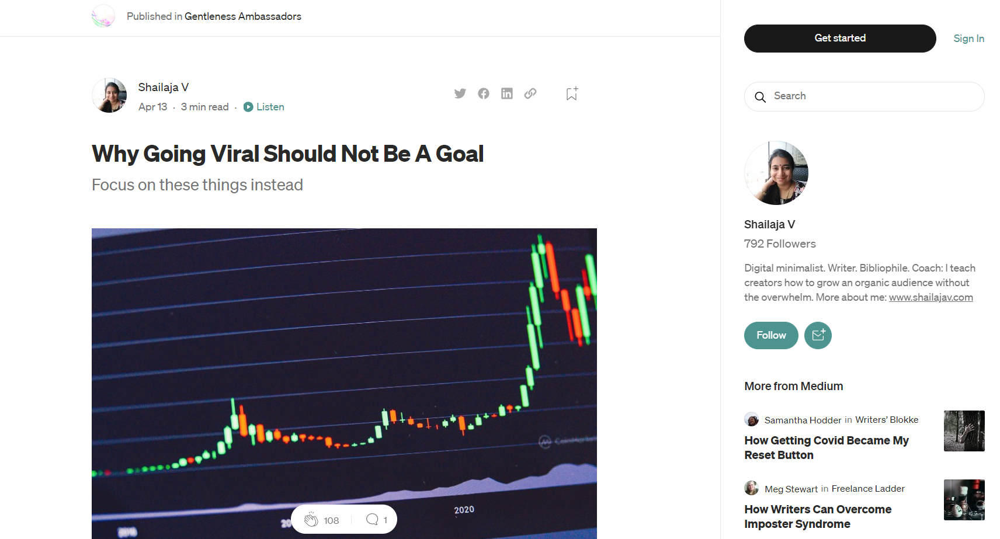 Published in Gentleness Ambassadors
Shailaja V
Apr 13 · 3 min read · Listen
Why Going Viral Should Not Be A Goal
Focus on these things instead
2020
108
1
Get started
Sign In
Search
Shailaja V
792 Followers
Digital minimalist. Writer. Bibliophile. Coach: I teach
creators how to grow an organic audience without
the overwhelm. More about me: www.shailajav.com
Follow
More from Medium
Samantha Hodder in Writers’ Blokke
How Getting Covid Became My
Reset Button
Meg Stewart in Freelance Ladder
How Writers Can Overcome
Imposter Syndrome